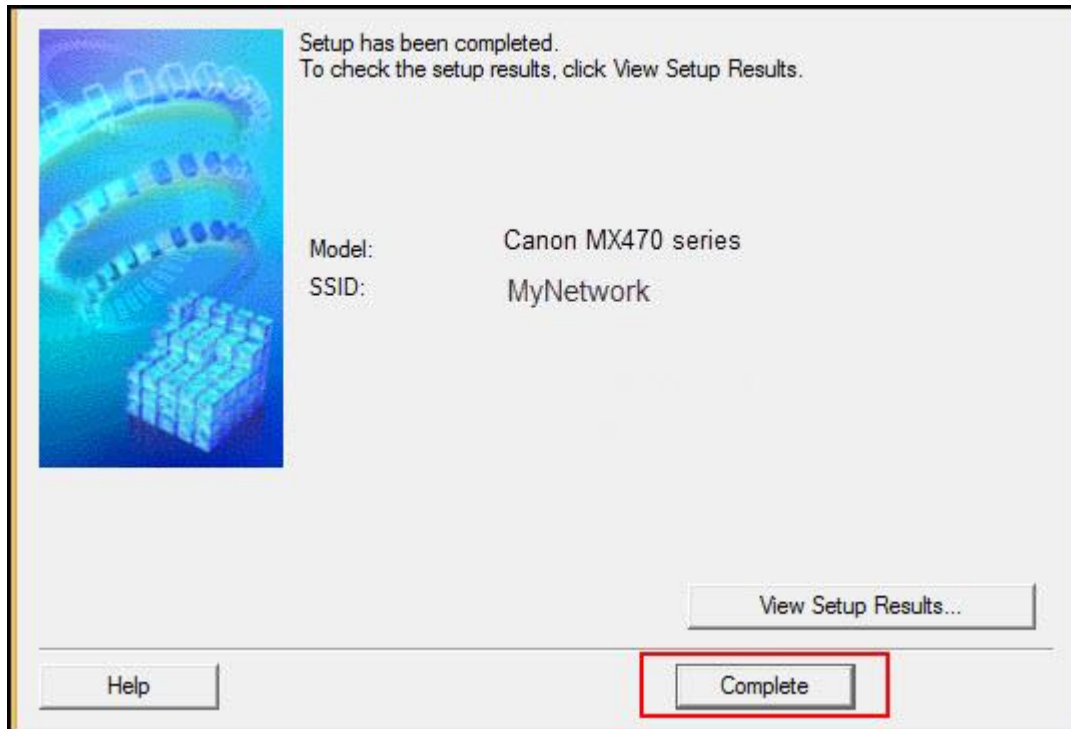 Setup has been completed.
To check the setup results, click View Setup Results.
Model: Canon MX470 series
SSID: MyNetwork
View Setup Results...
Help Complete